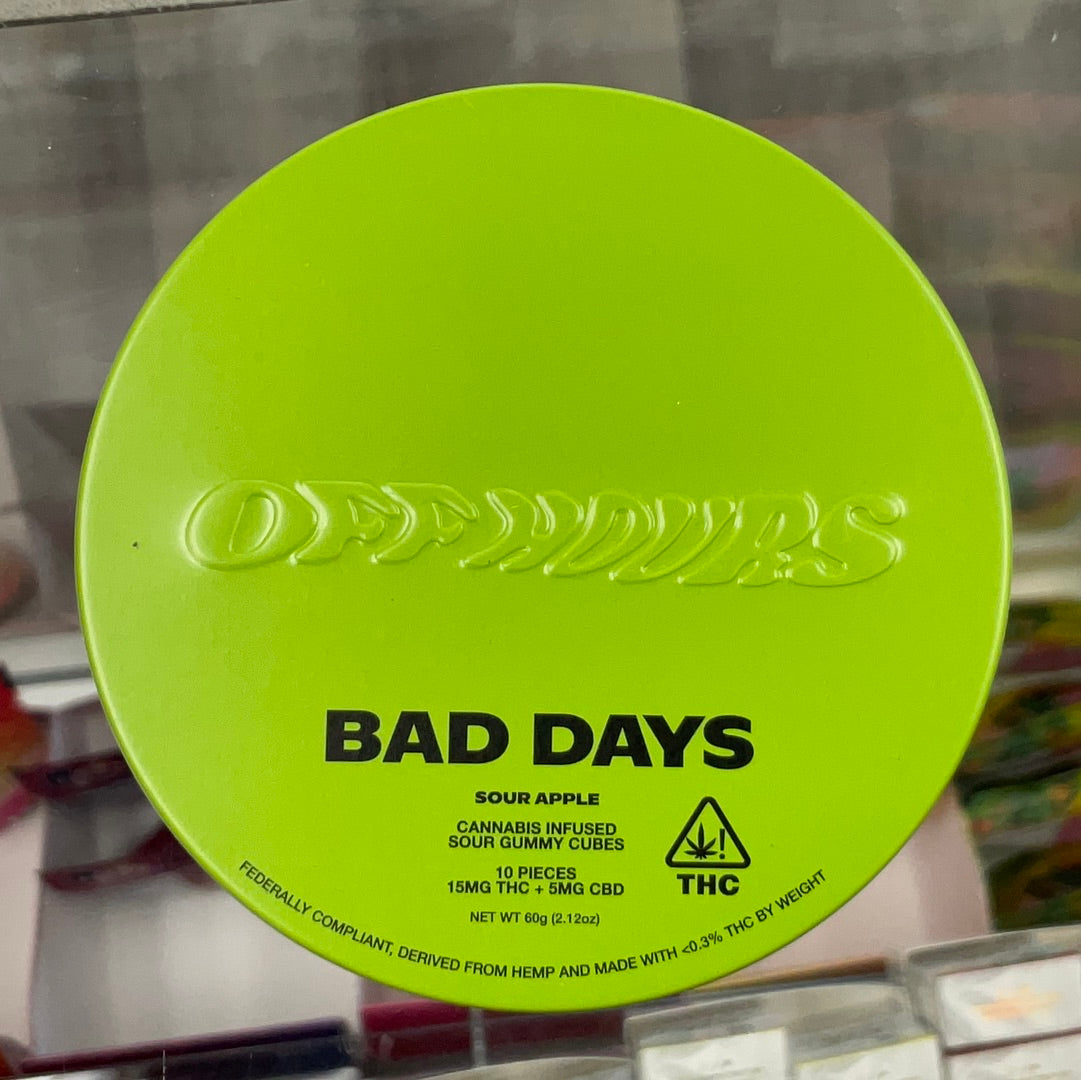 OFFHOURS
BAD DAYS
SOUR APPLE
CANNABIS INFUSED
SOUR GUMMY CUBES
10 PIECES
15MG THC + 5MG CBD
NET WT 60g (2.12oz)
!
THC
FEDERALLY COMPLIANT, DERIVED FROM HEMP AND MADE WITH <0.3% THC BY WEIGHT